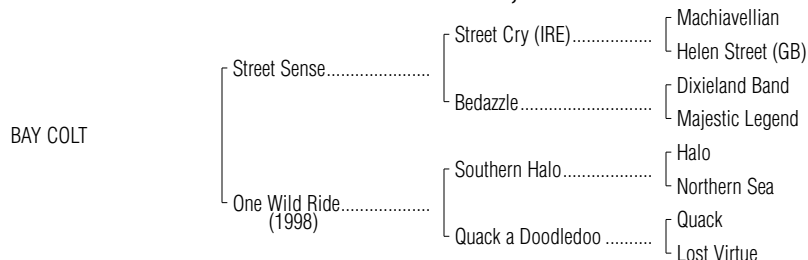 Machiavellian
Street Cry (IRE)..................
Helen Street (GB)
Street Sense.......................
Dixieland Band
Bedazzle.............................
Majestic Legend
BAY COLT
Halo
Southern Halo....................
Northern Sea
One Wild Ride....................
(1998)
Quack
Quack a Doodledoo ..........
Lost Virtue